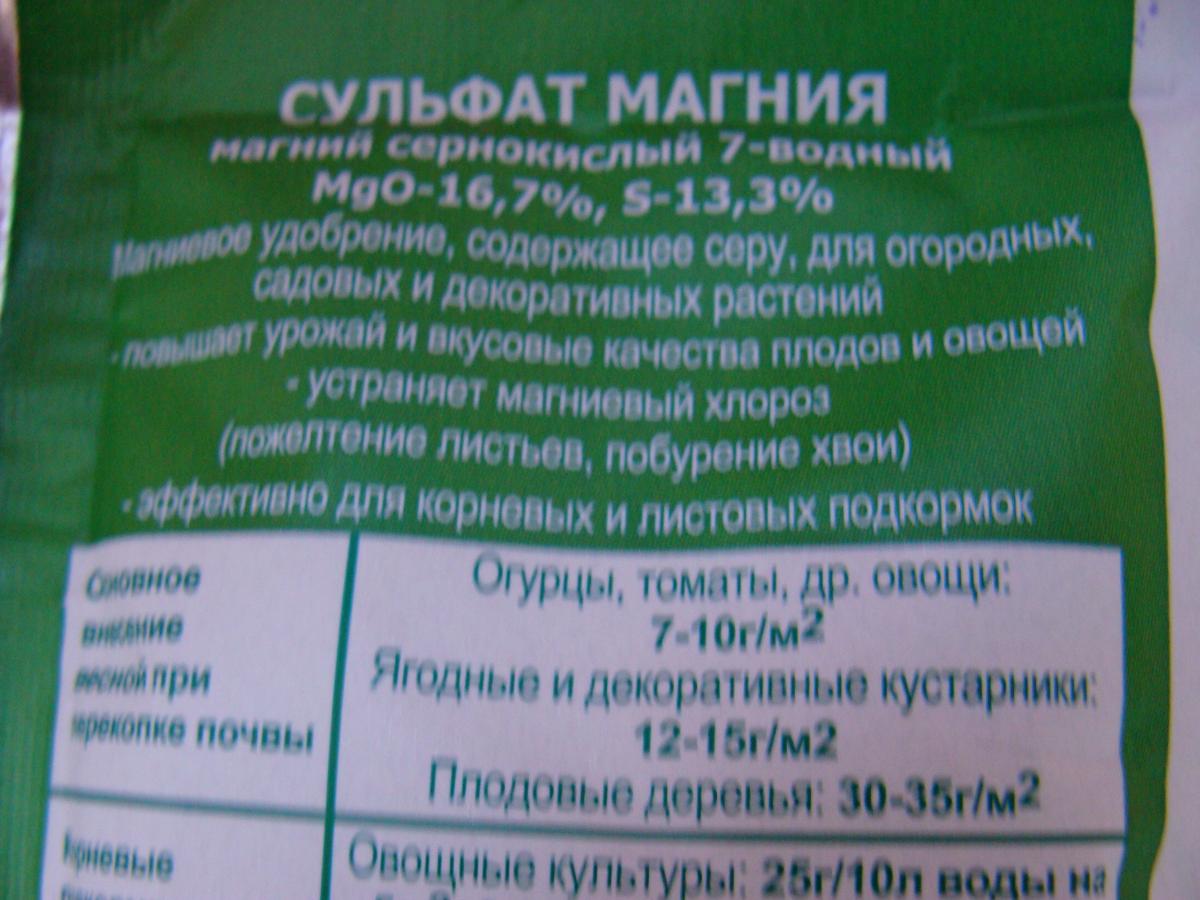 СУЛЬФАТ МАГНИЯ
магний сернокислый 7-водный
MgO-16,7%, S-13,3%
Магниевое удобрение, содержащее серу, для огородных,
садовых и декоративных растений
- повышает урожай и вкусовые качества плодов и овощей
- устраняет магниевый хлороз
(пожелтение листьев, побурение хвои)
- эффективно для корневых и листовых подкормок
внесение
весной при
перекопке почвы
Огурцы, томаты, др. овощи:
7-10г/м2
Ягодные и декоративные кустарники:
12-15г/м2
Плодовые деревья: 30-35г/м2
Корневые
Овощные культуры: 25г/10л воды на